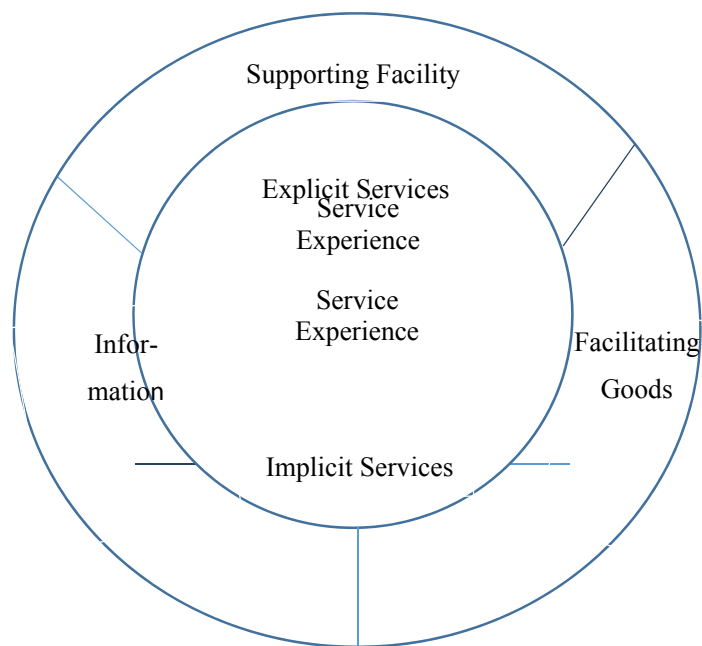 Supporting Facility
Explicit Services
Service
Experience
Service
Experience
Infor-
mation
Facilitating
Goods
Implicit Services